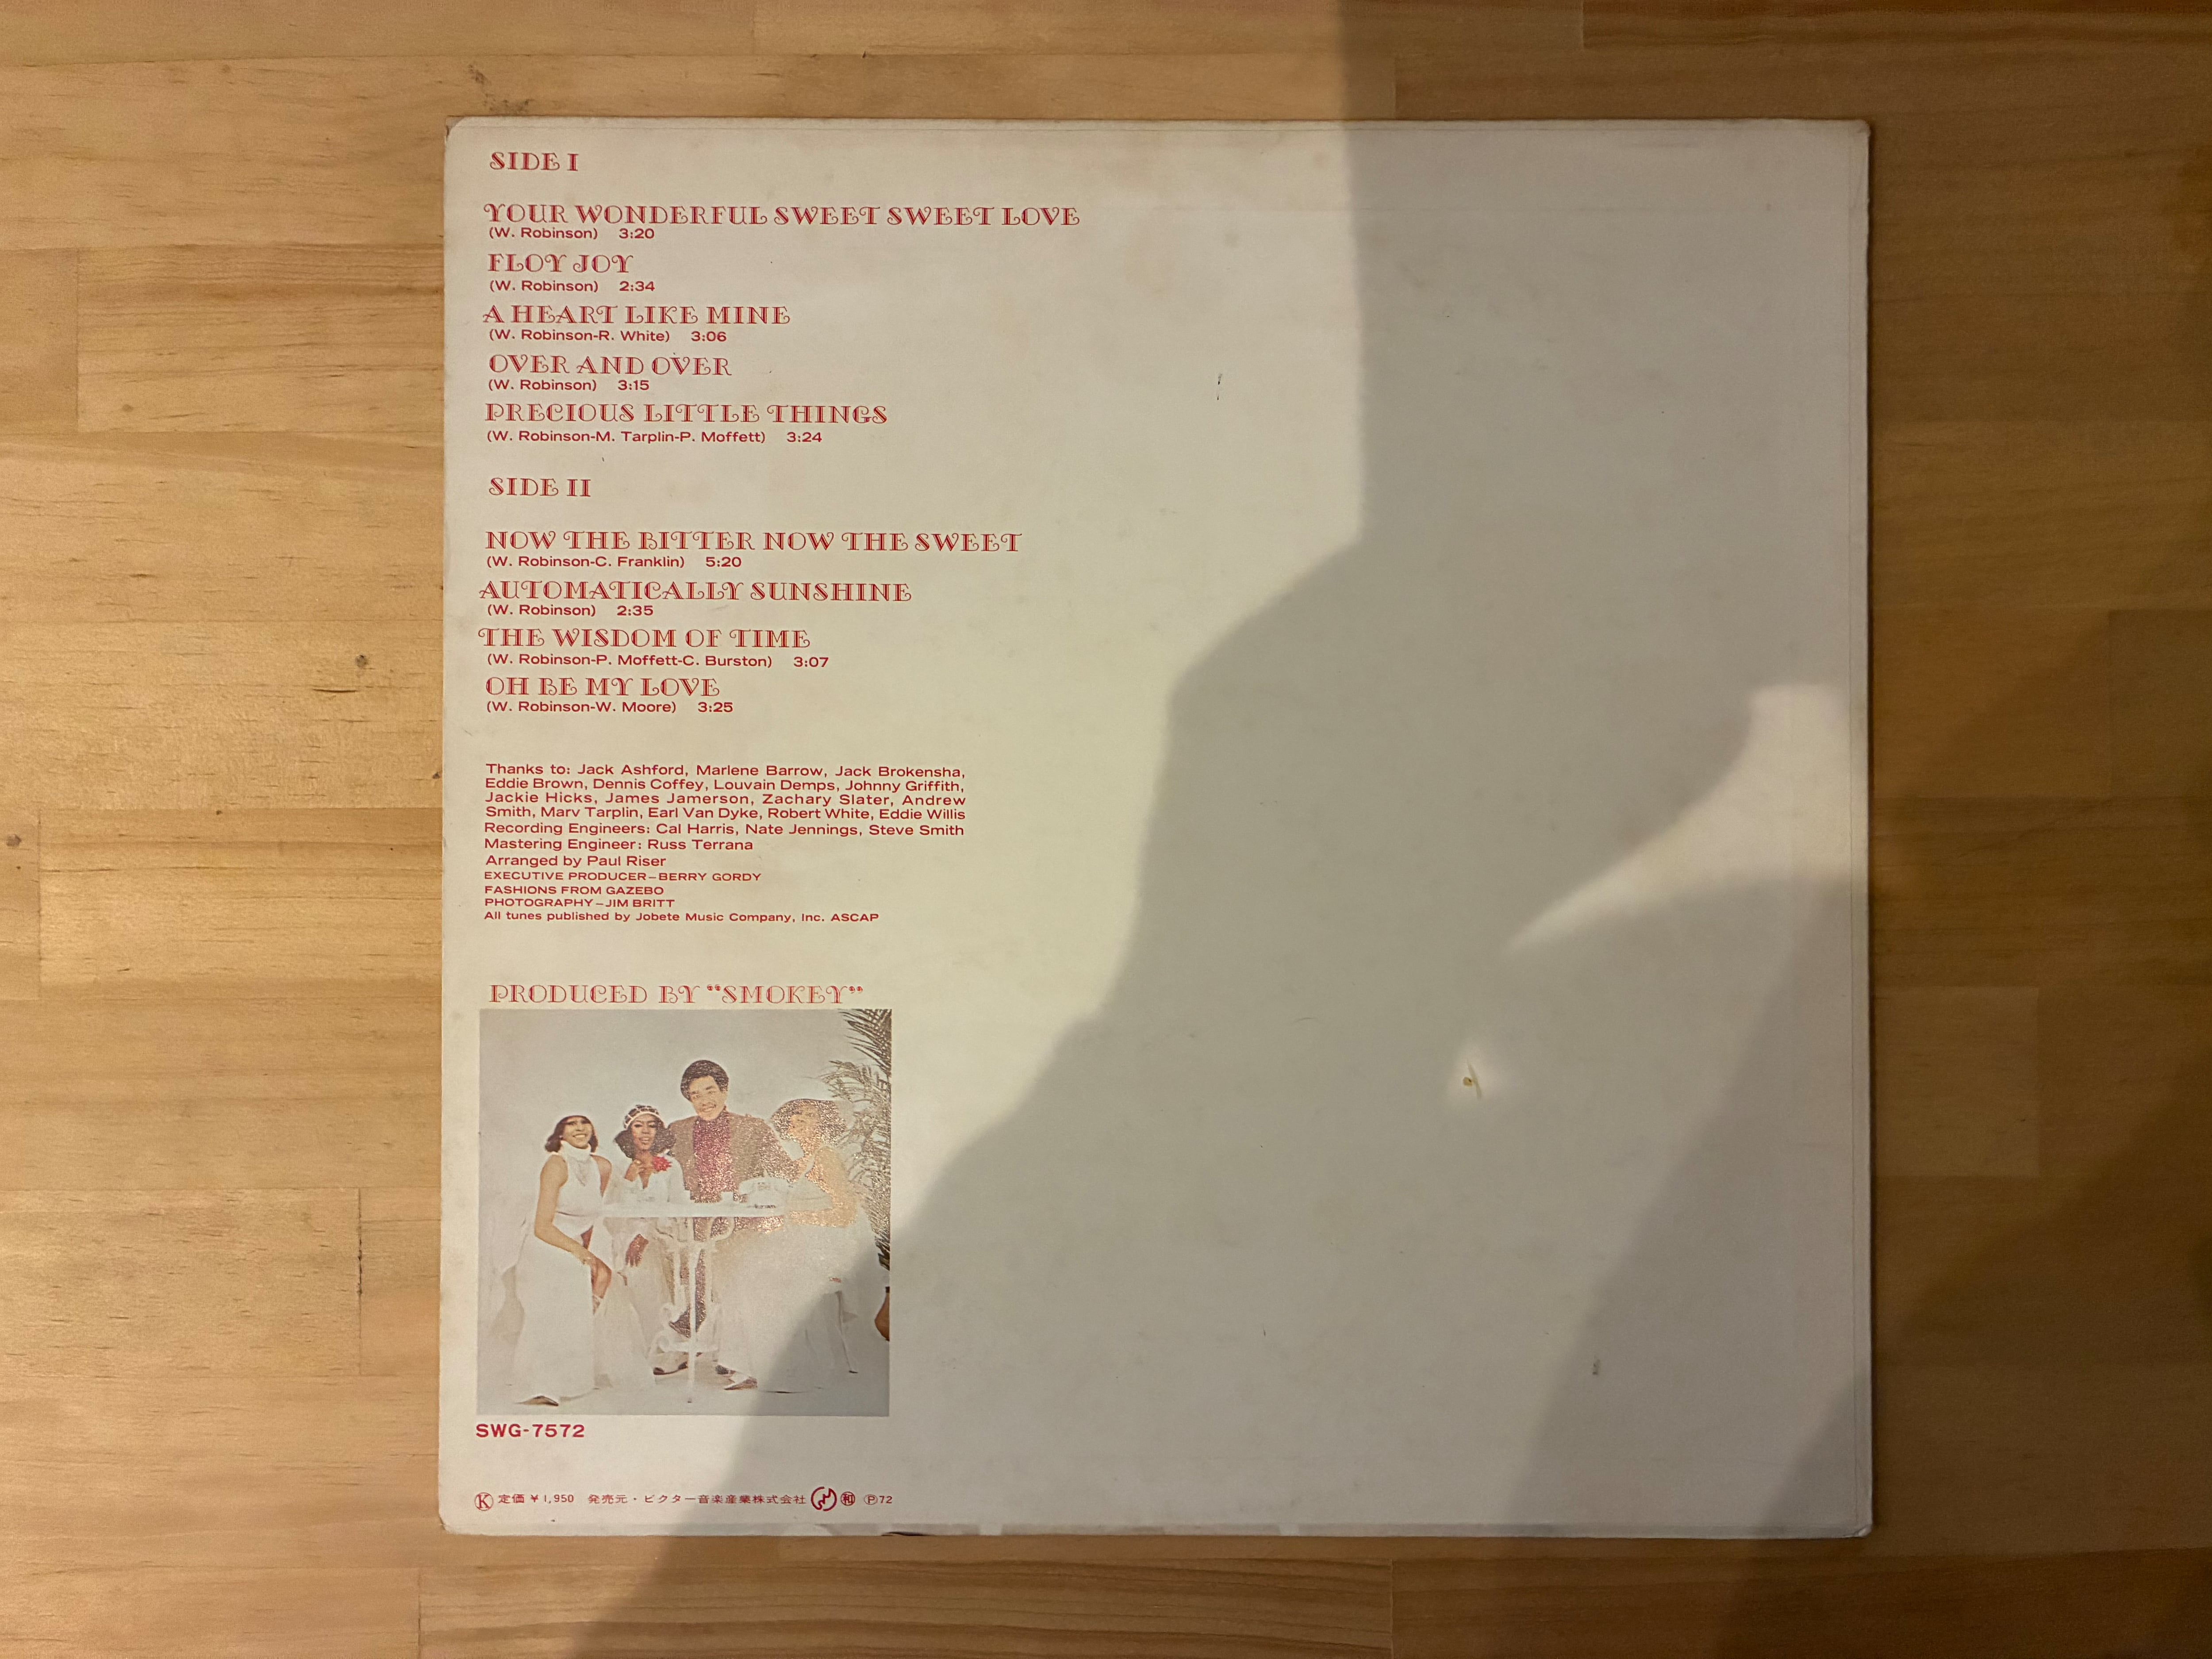 SIDE I
YOUR WONDERFUL SWEET SWEET LOVE
(W. Robinson) 3:20
FLOY JOY
(W. Robinson) 2:34
A HEART LIKE MINE
(W. Robinson-R. White) 3:06
OVER AND OVER
(W. Robinson) 3:15
PRECIOUS LITTLE THINGS
(W. Robinson-M. Tarplin-P. Moffett) 3:24
SIDE II
NOW THE BITTER NOW THE SWEET
(W. Robinson-C. Franklin) 5:20
AUTOMATICALLY SUNSHINE
(W. Robinson) 2:35
THE WISDOM OF TIME
(W. Robinson-P. Moffett-C. Burston) 3:07
OH BE MY LOVE
(W. Robinson-W. Moore) 3:25
Thanks to: Jack Ashford, Marlene Barrow, Jack Brokensha,
Eddie Brown, Dennis Coffey, Louvain Demps, Johnny Griffith,
Jackie Hicks, James Jamerson, Zachary Slater, Andrew
Smith, Marv Tarplin, Earl Van Dyke, Robert White, Eddie Willis
Recording Engineers: Cal Harris, Nate Jennings, Steve Smith
Mastering Engineer: Russ Terrana
Arranged by Paul Riser
EXECUTIVE PRODUCER–BERRY GORDY
FASHIONS FROM GAZEBO
PHOTOGRAPHY–JIM BRITT
All tunes published by Jobete Music Company, Inc. ASCAP
PRODUCED BY "SMOKEY"
SWG-7572
Ⓚ 定価 ¥1,950 発売元・ビクター音楽産業株式会社 ㊓ ℗72